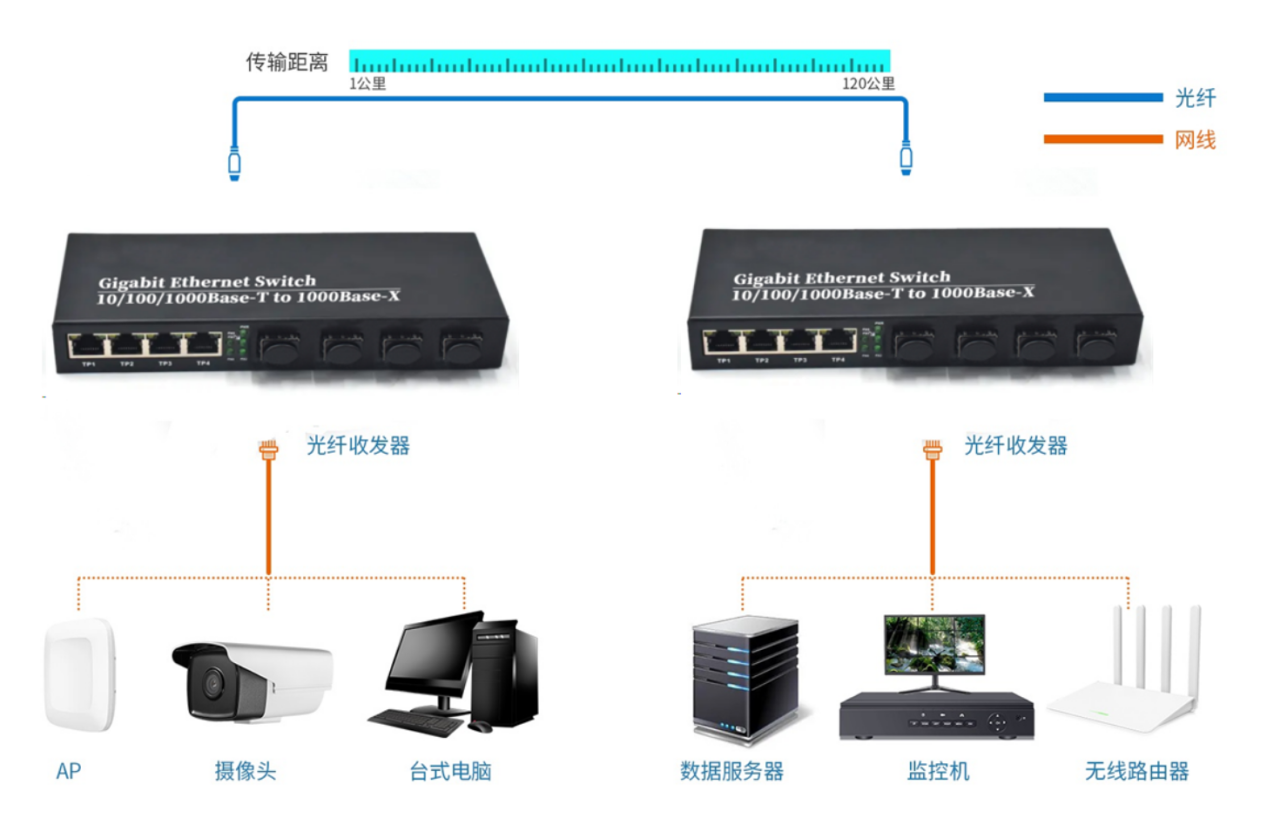 传输距离
1公里
120公里
光纤
网线
Gigabit Ethernet Switch
10/100/1000Base-T to 1000Base-X
TP1 TP2 TP3 TP4
Gigabit Ethernet Switch
10/100/1000Base-T to 1000Base-X
TP1 TP2 TP3 TP4
光纤收发器
光纤收发器
AP
摄像头
台式电脑
数据服务器
监控机
无线路由器